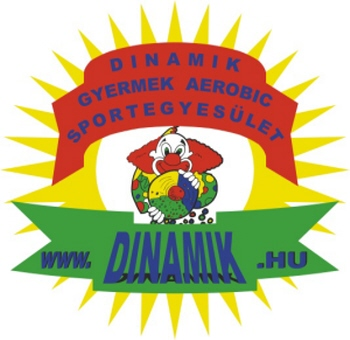 DINAMIK
GYERMEK AEROBIC
SPORTEGYESÜLET
www. DINAMIK .HU